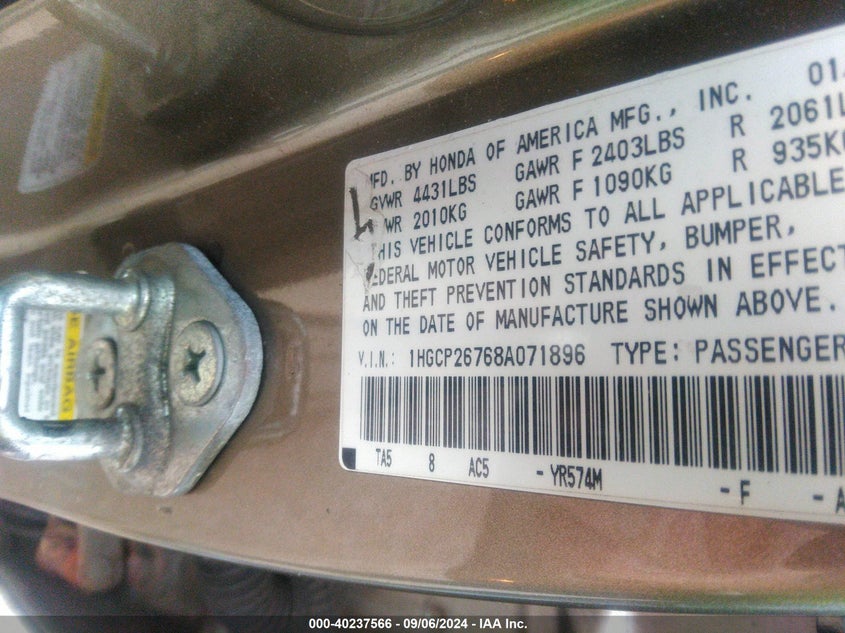 MFD. BY HONDA OF AMERICA MFG., INC. 01
GVWR 4431LBS GAWR F 2403LBS R 2061L
WR 2010KG GAWR F 1090KG R 935K
THIS VEHICLE CONFORMS TO ALL APPLICABLE
FEDERAL MOTOR VEHICLE SAFETY, BUMPER,
AND THEFT PREVENTION STANDARDS IN EFFECT
ON THE DATE OF MANUFACTURE SHOWN ABOVE.
V.I.N.: 1HGCP26768A071896 TYPE: PASSENGER
TA5 8 AC5 -YR574M -F -A
E AIRBAG
000-40237566 - 09/06/2024 - IAA Inc.